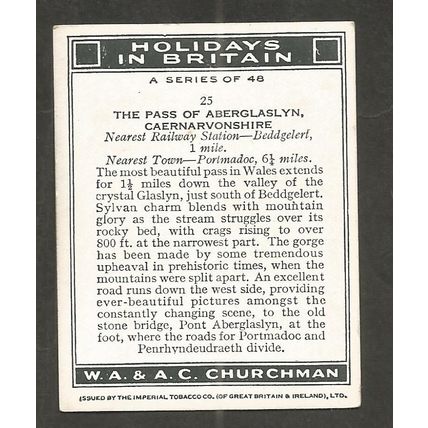 HOLIDAYS
IN BRITAIN
A SERIES OF 48
25
THE PASS OF ABERGLASLYN,
CAERNARVONSHIRE
Nearest Railway Station—Beddgelert,
1 mile.
Nearest Town—Portmadoc, 6¼ miles.
The most beautiful pass in Wales extends
for 1½ miles down the valley of the
crystal Glaslyn, just south of Beddgelert.
Sylvan charm blends with mountain
glory as the stream struggles over its
rocky bed, with crags rising to over
800 ft. at the narrowest part. The gorge
has been made by some tremendous
upheaval in prehistoric times, when the
mountains were split apart. An excellent
road runs down the west side, providing
ever-beautiful pictures amongst the
constantly changing scene, to the old
stone bridge, Pont Aberglaslyn, at the
foot, where the roads for Portmadoc and
Penrhyndeudraeth divide.
W. A. & A. C. CHURCHMAN
ISSUED BY THE IMPERIAL TOBACCO CO. (OF GREAT BRITAIN & IRELAND), LTD.